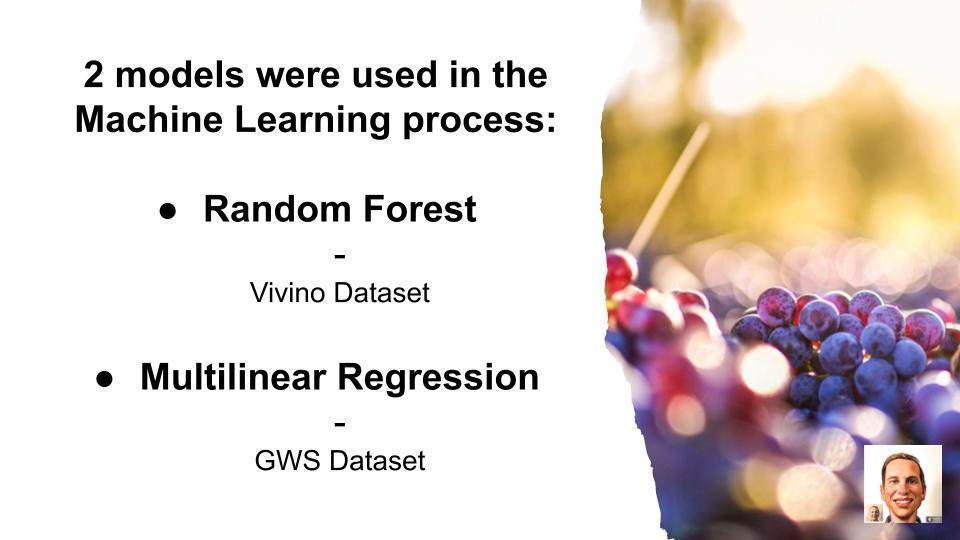 2 models were used in the
Machine Learning process:
● Random Forest
-
Vivino Dataset
● Multilinear Regression
-
GWS Dataset